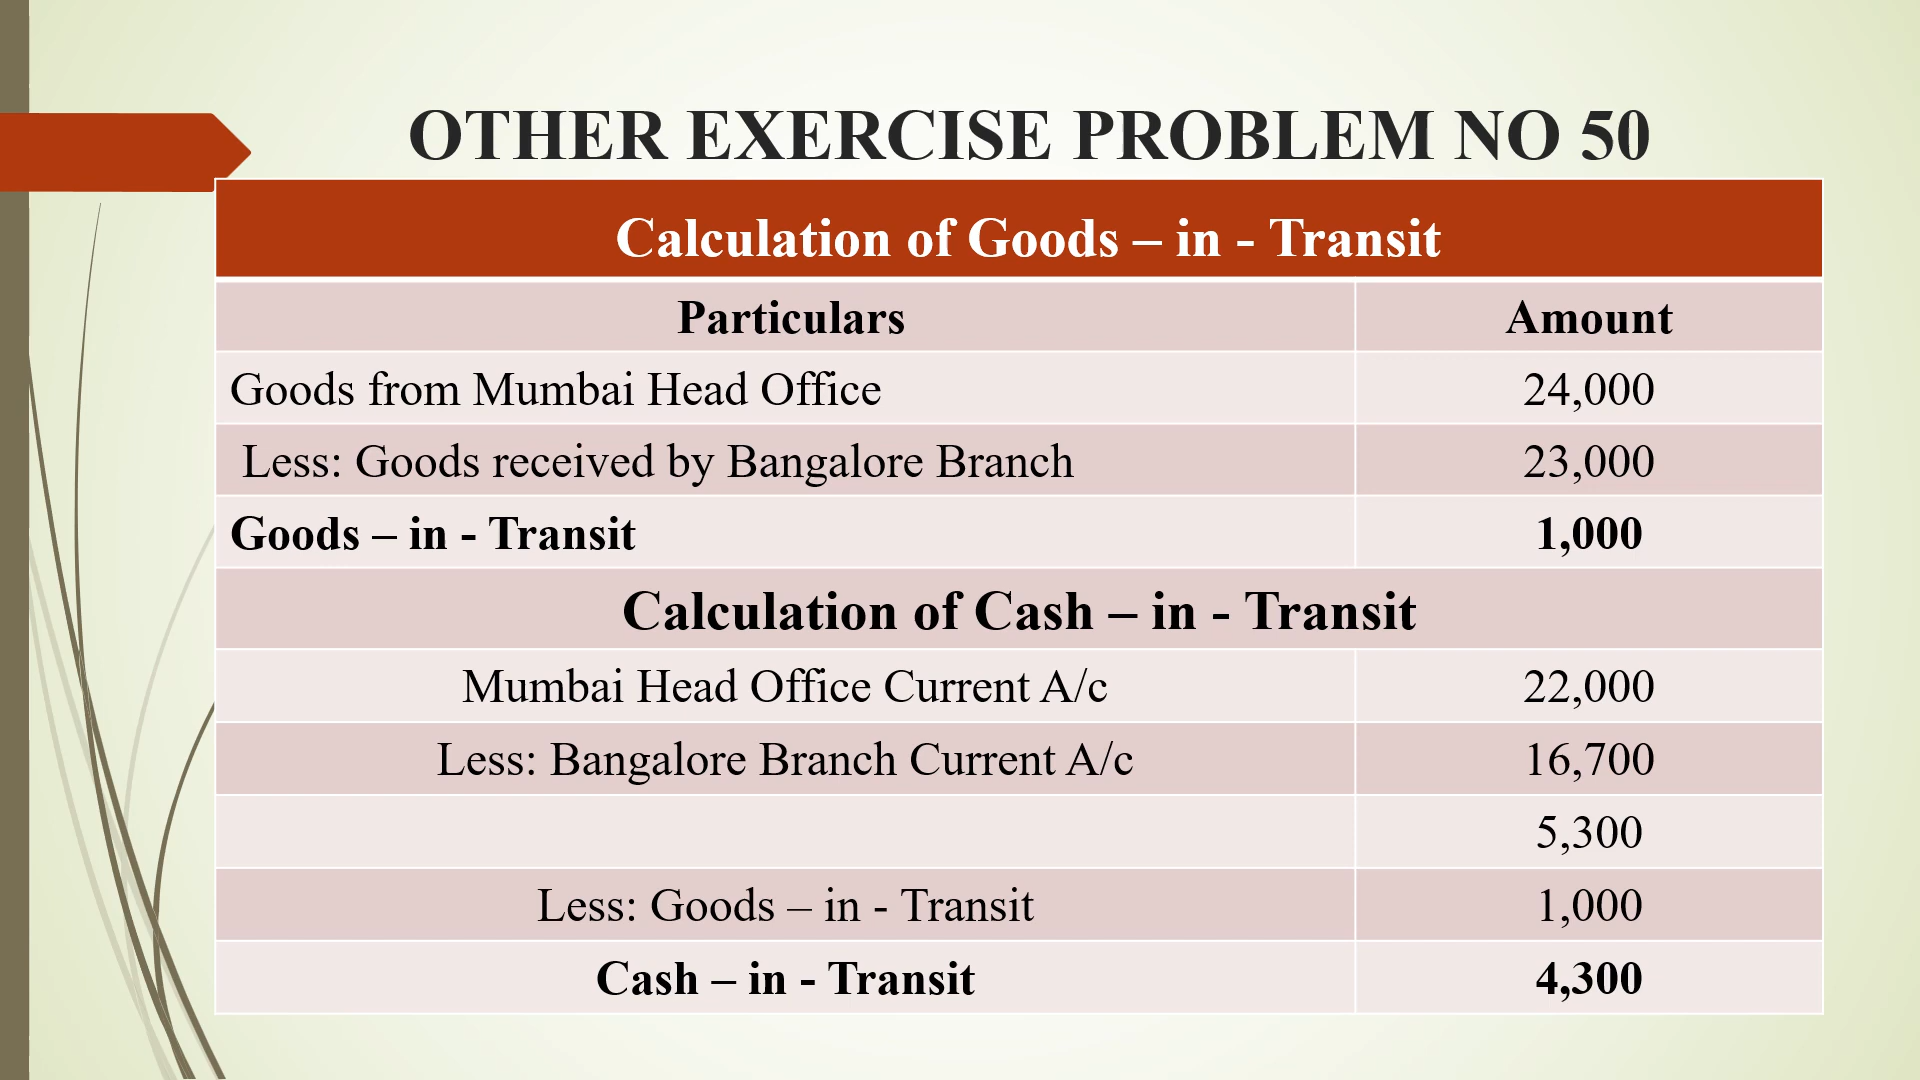 OTHER EXERCISE PROBLEM NO 50
Calculation of Goods – in - Transit
Particulars Amount
Goods from Mumbai Head Office 24,000
Less: Goods received by Bangalore Branch 23,000
Goods – in - Transit 1,000
Calculation of Cash – in - Transit
Mumbai Head Office Current A/c 22,000
Less: Bangalore Branch Current A/c 16,700
5,300
Less: Goods – in - Transit 1,000
Cash – in - Transit 4,300